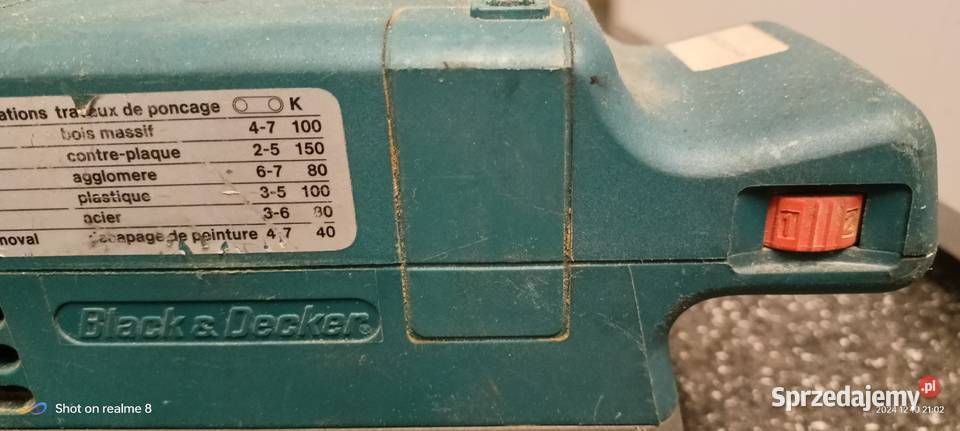 ations travaux de poncage K
bois massif 4-7 100
contre-plaque 2-5 150
agglomere 6-7 80
plastique 3-5 100
acier 3-6 80
noval decapage de peinture 4-7 40
Black & Decker
1 2
Shot on realme 8
Sprzedajemy.pl
2024 12 10 21:02